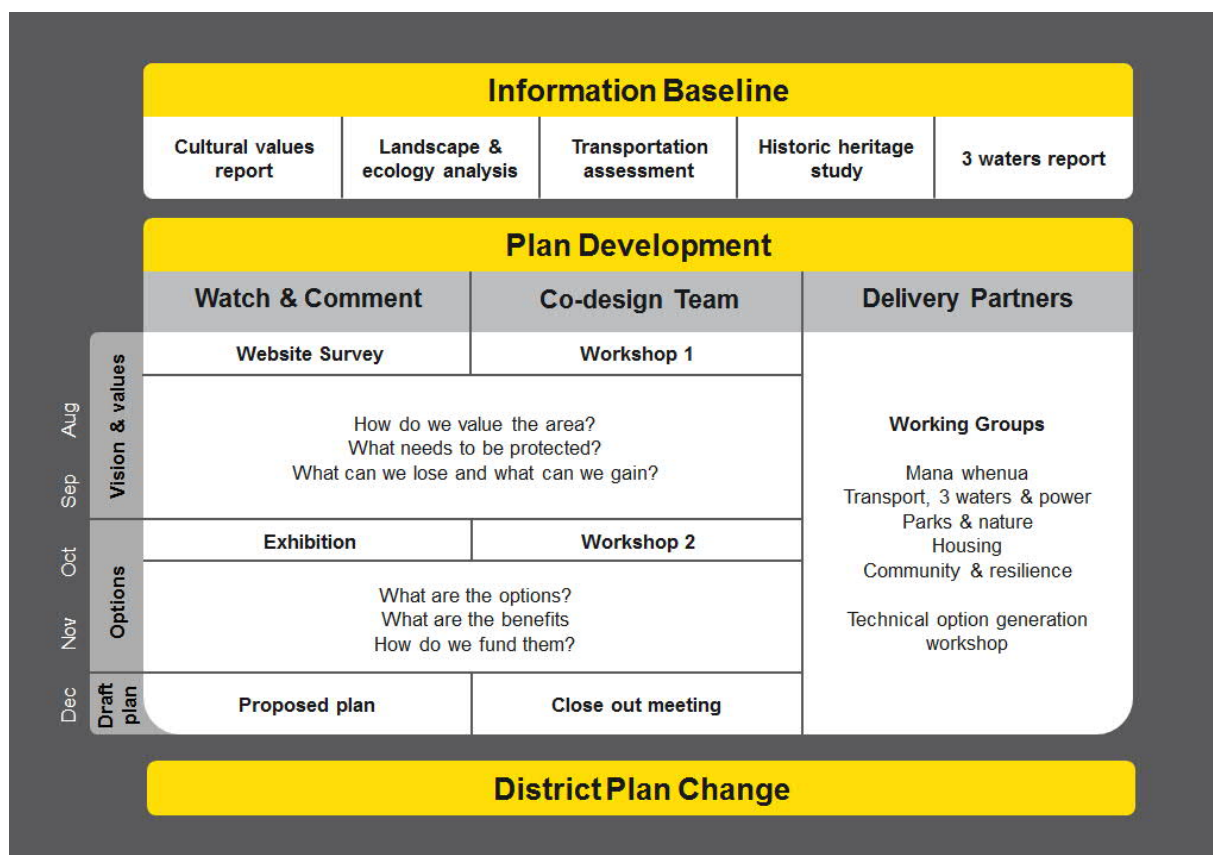 Information Baseline
Cultural values
report
Landscape &
ecology analysis
Transportation
assessment
Historic heritage
study
3 waters report
Plan Development
Watch & Comment
Co-design Team
Delivery Partners
Aug
Sep
Oct
Nov
Dec
Vision & values
Website Survey
Workshop 1
How do we value the area?
What needs to be protected?
What can we lose and what can we gain?
Options
Exhibition
Workshop 2
What are the options?
What are the benefits
How do we fund them?
Draft
plan
Proposed plan
Close out meeting
Working Groups
Mana whenua
Transport, 3 waters & power
Parks & nature
Housing
Community & resilience
Technical option generation
workshop
District Plan Change